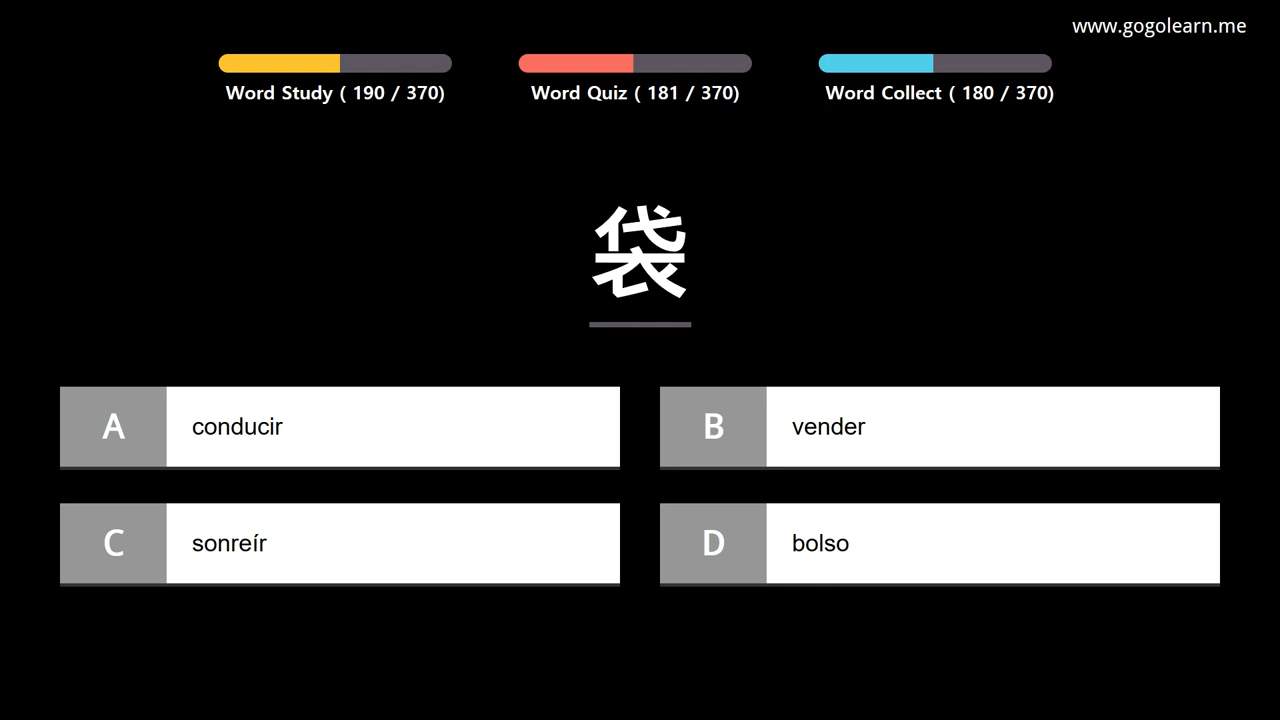 www.gogolearn.me
Word Study ( 190 / 370)
Word Quiz ( 181 / 370)
Word Collect ( 180 / 370)
袋
A conducir
B vender
C sonreír
D bolso